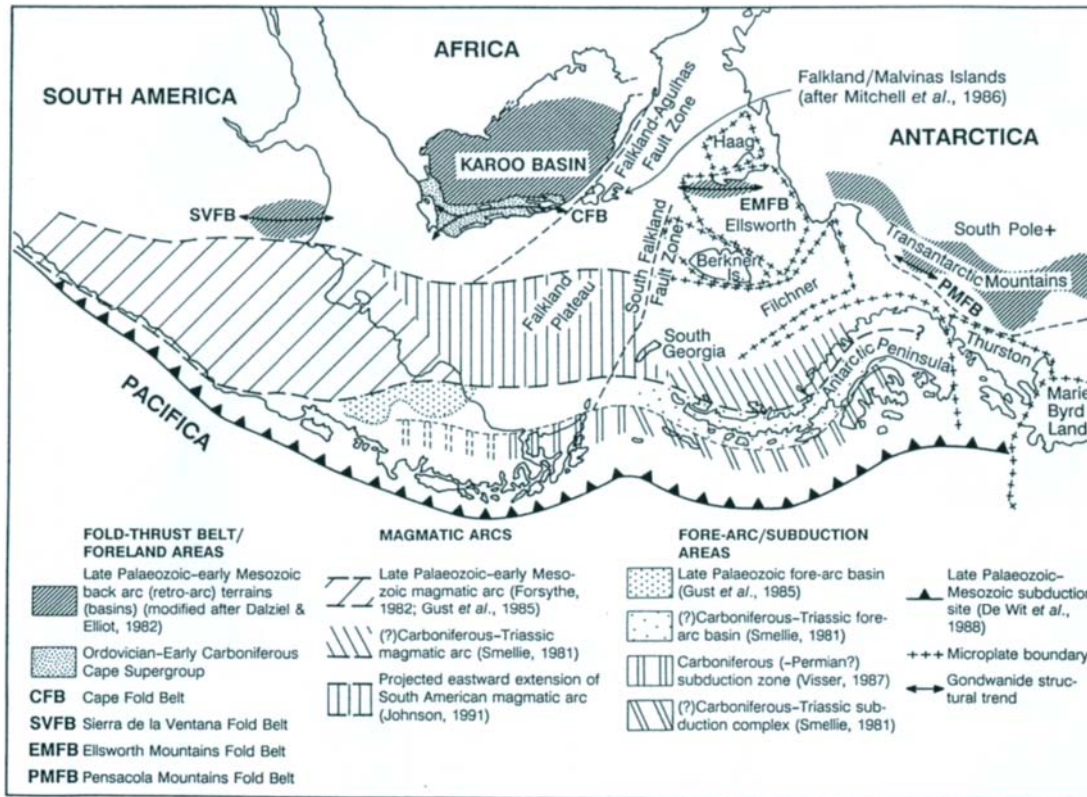 AFRICA
SOUTH AMERICA
Falkland/Malvinas Islands
(after Mitchell et al., 1986)
ANTARCTICA
Falkland-Agulhas
Fault Zone
Haag
KAROO BASIN
SVFB
CFB
EMFB
Ellsworth
South Pole+
Berkner
Is.
Transantarctic
Mountains
PMFB
South Falkland
Fault Zone
Filchner
Falkland
Plateau
South
Georgia
Antarctic Peninsula
?
Thurston
Marie
Byrd
Land
PACIFICA
FOLD-THRUST BELT/
FORELAND AREAS
Late Palaeozoic-early Mesozoic
back arc (retro-arc) terrains
(basins) (modified after Dalziel &
Elliot, 1982)
Ordovician-Early Carboniferous
Cape Supergroup
CFB Cape Fold Belt
SVFB Sierra de la Ventana Fold Belt
EMFB Ellsworth Mountains Fold Belt
PMFB Pensacola Mountains Fold Belt
MAGMATIC ARCS
Late Palaeozoic-early Meso-
zoic magmatic arc (Forsythe,
1982; Gust et al., 1985)
(?)Carboniferous-Triassic
magmatic arc (Smellie, 1981)
Projected eastward extension of
South American magmatic arc
(Johnson, 1991)
FORE-ARC/SUBDUCTION
AREAS
Late Palaeozoic fore-arc basin
(Gust et al., 1985)
(?)Carboniferous-Triassic fore-
arc basin (Smellie, 1981)
Carboniferous (-Permian?)
subduction zone (Visser, 1987)
(?)Carboniferous-Triassic sub-
duction complex (Smellie, 1981)
Late Palaeozoic-
Mesozoic subduction
site (De Wit et al.,
1988)
Microplate boundary
Gondwanide struc-
tural trend